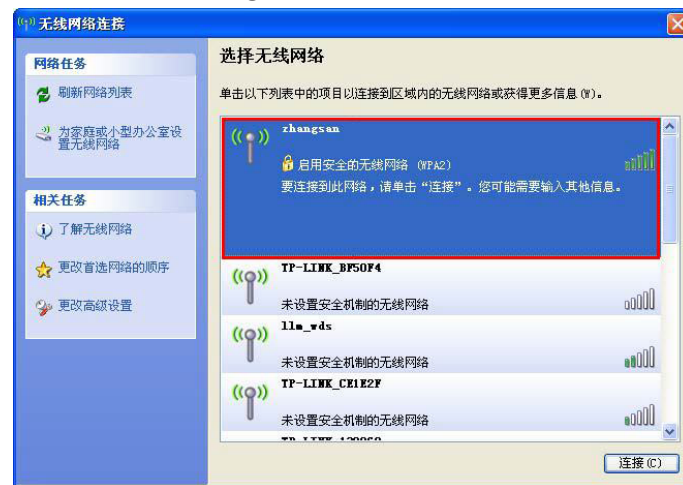 无线网络连接
网络任务
刷新网络列表
为家庭或小型办公室设
置无线网络
相关任务
了解无线网络
更改首选网络的顺序
更改高级设置
选择无线网络
单击以下列表中的项目以连接到区域内的无线网络或获得更多信息(W)。
zhangsan
启用安全的无线网络 (WPA2)
要连接到此网络，请单击“连接”。您可能需要输入其他信息。
TP-LINK_BF50F4
未设置安全机制的无线网络
llm_wds
未设置安全机制的无线网络
TP-LINK_CE1E2F
未设置安全机制的无线网络
连接(C)